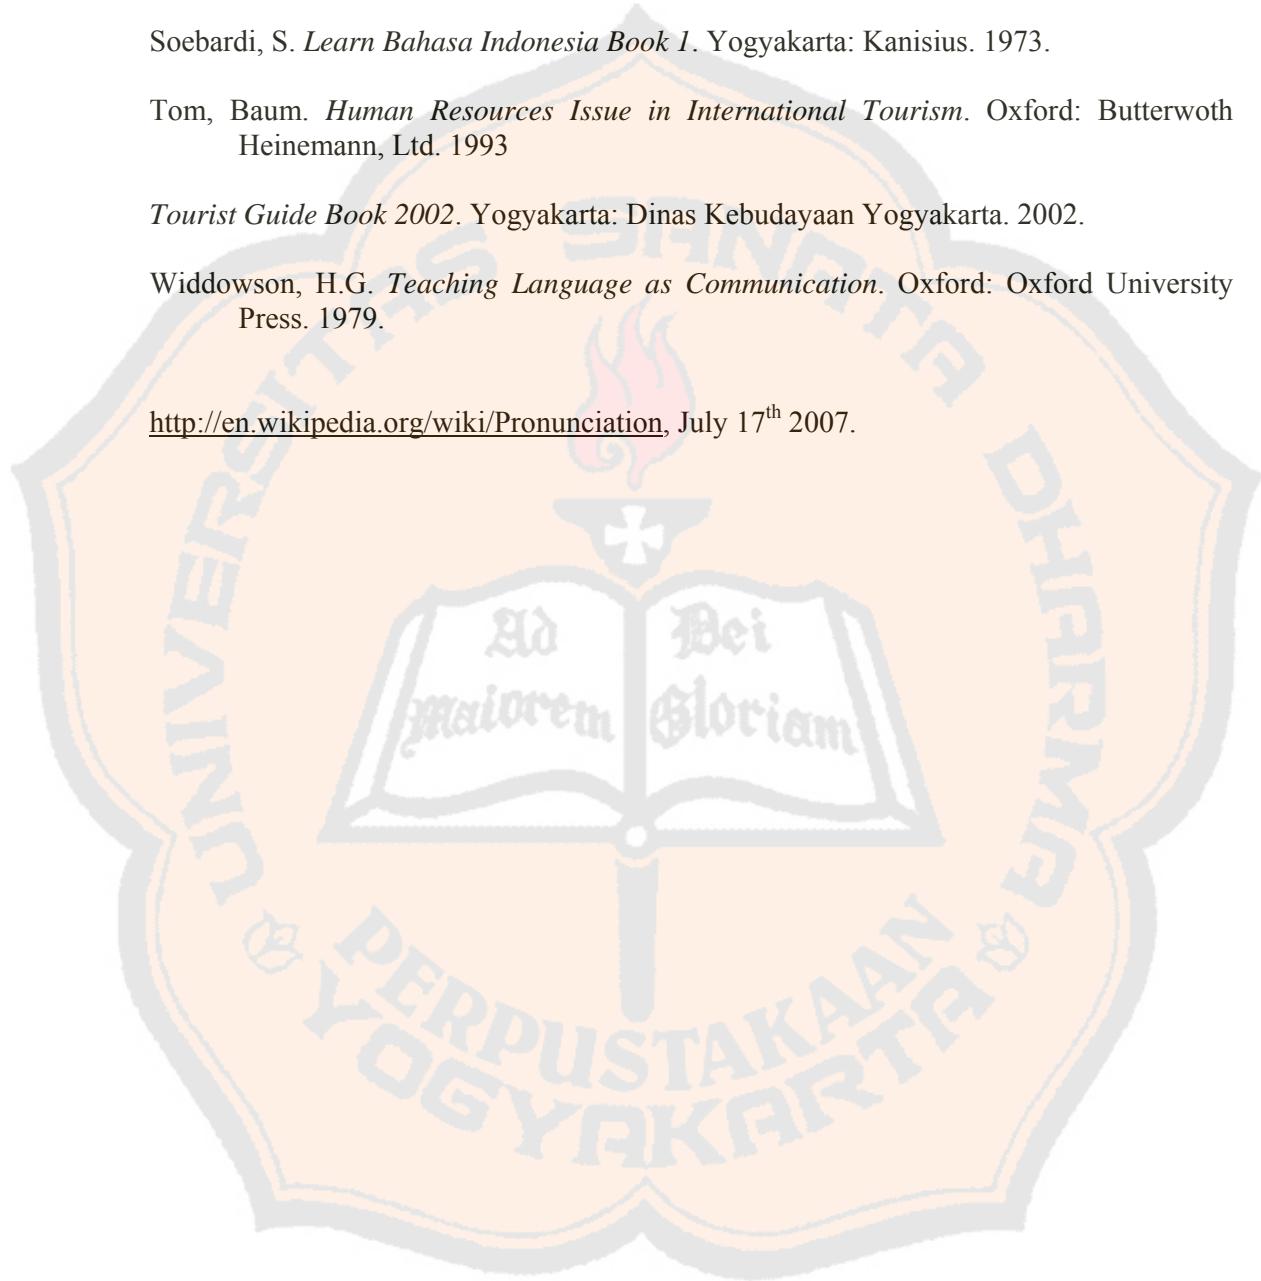 Soebardi, S. Learn Bahasa Indonesia Book 1. Yogyakarta: Kanisius. 1973.
Tom, Baum. Human Resources Issue in International Tourism. Oxford: Butterwoth
Heinemann, Ltd. 1993
Tourist Guide Book 2002. Yogyakarta: Dinas Kebudayaan Yogyakarta. 2002.
Widdowson, H.G. Teaching Language as Communication. Oxford: Oxford University
Press. 1979.
http://en.wikipedia.org/wiki/Pronunciation, July 17th 2007.
UNIVERSITAS SANATA DHARMA
Ad Dei
Maiorem Gloriam
PERPUSTAKAAN
YOGYAKARTA